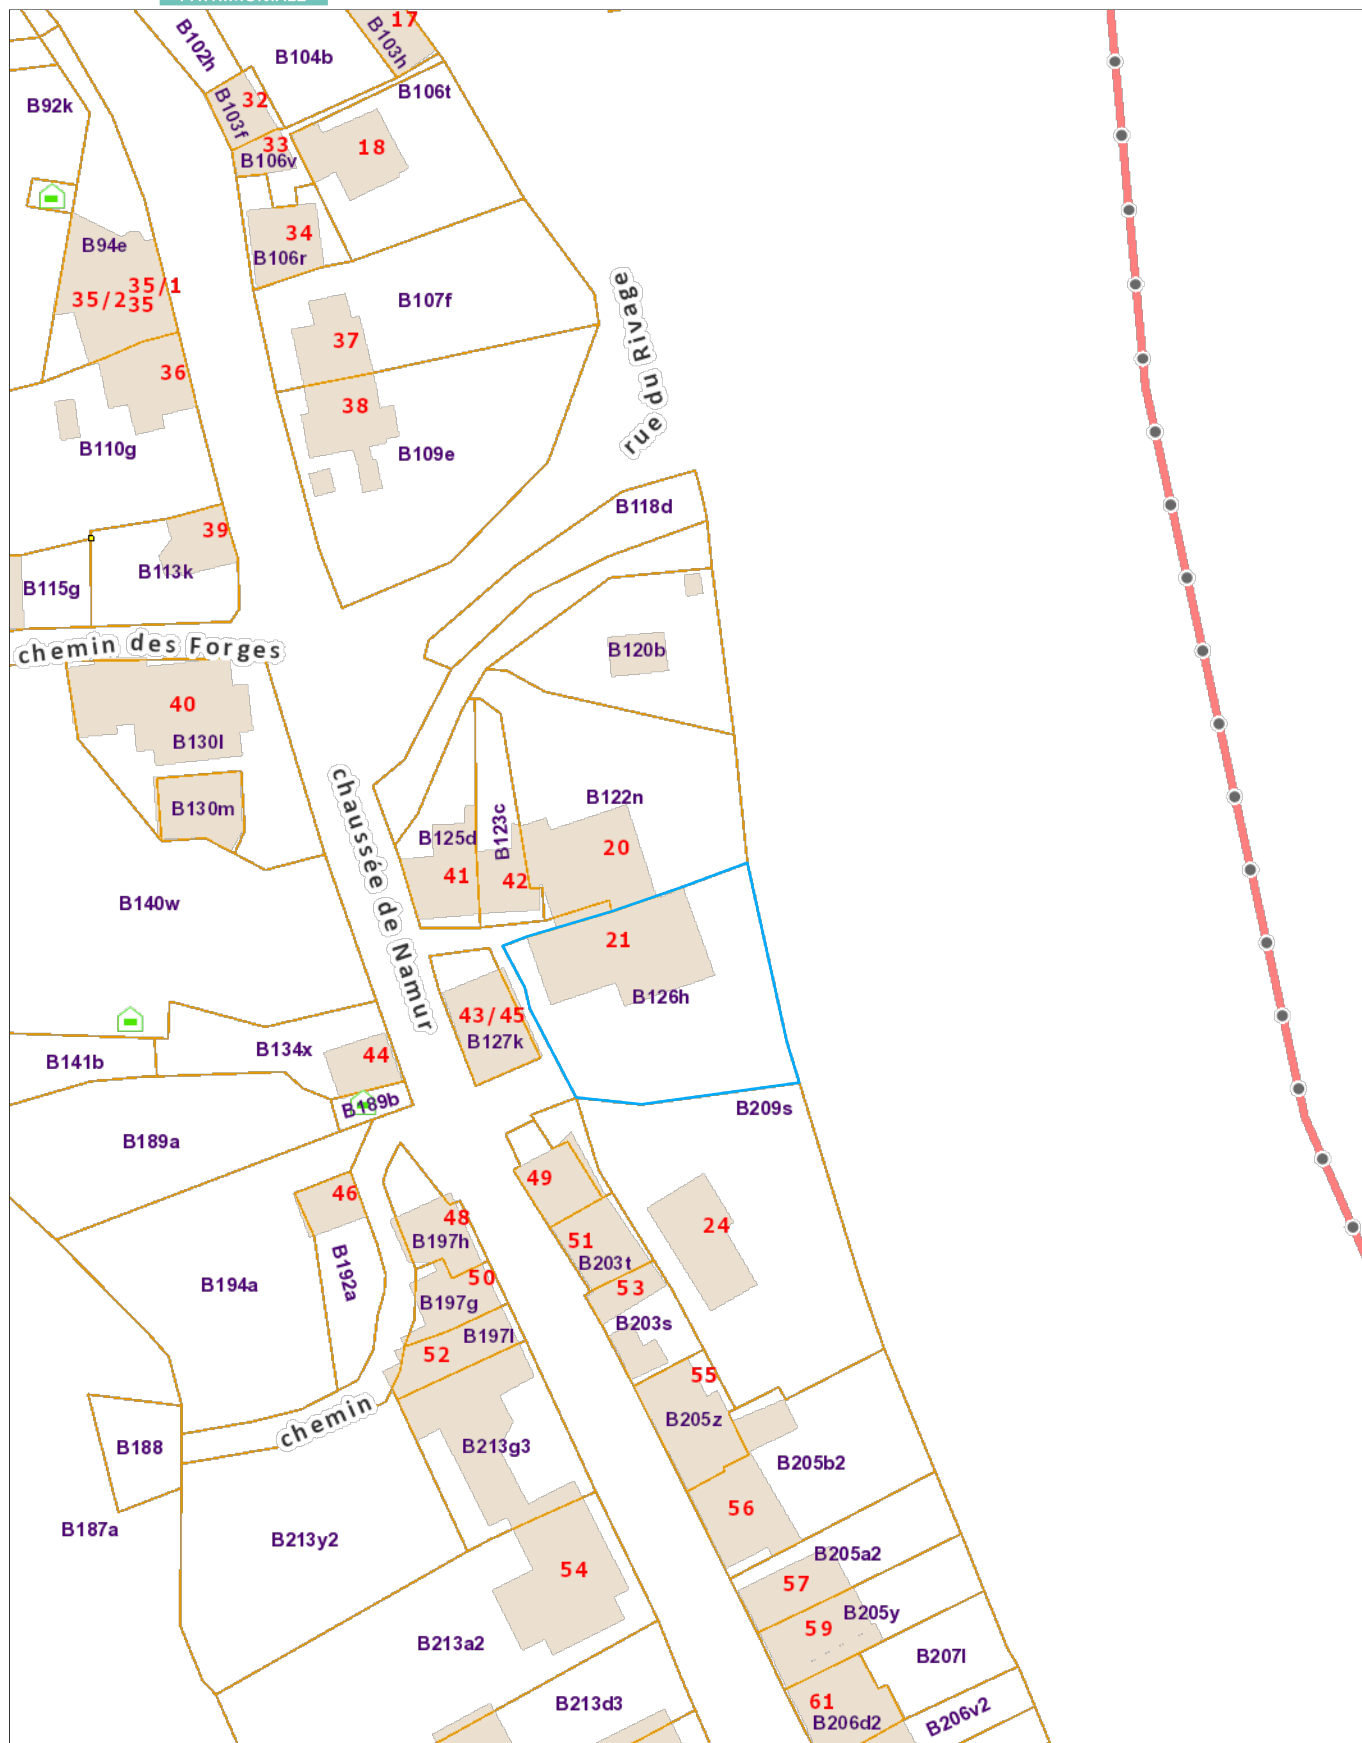 17
B102h
B104b
B103h
B92k
B103f
32
B106t
33
B106v
18
B94e
34
B106r
35/1
35/2
35
B107f
rue du Rivage
37
36
38
B110g
B109e
B118d
39
B113k
B115g
chemin des Forges
B120b
40
B130l
B130m
chaussée de Namur
B122n
B125d
B123c
20
41
42
B140w
21
B126h
43/45
B127k
B134x
44
B141b
B189b
B209s
B189a
49
46
48
24
B197h
51
B203t
B192a
B194a
50
53
B197g
B203s
B197l
52
55
chemin
B205z
B188
B213g3
B205b2
56
B187a
B213y2
54
B205a2
57
B205y
59
B213a2
B207l
61
B213d3
B206d2
B206v2